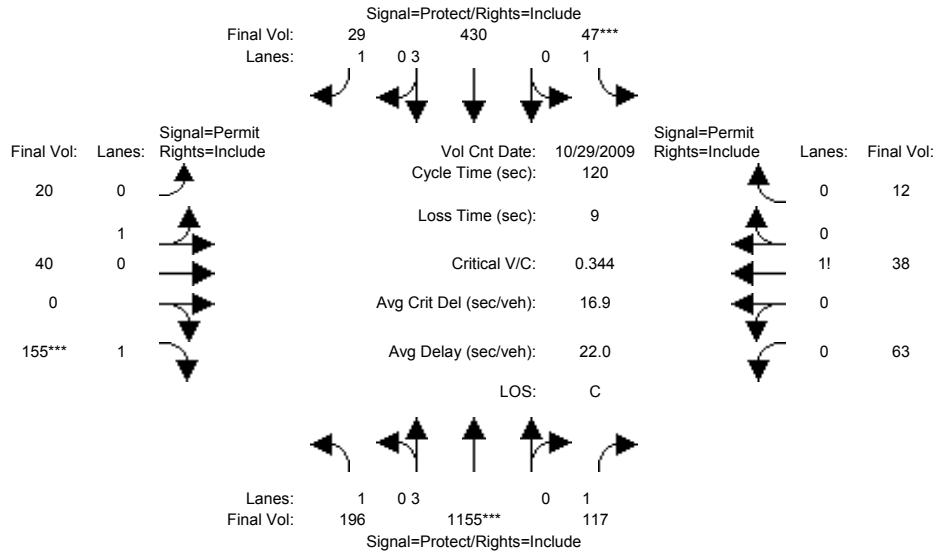 Signal=Protect/Rights=Include
Final Vol: 29 430 47***
Lanes: 1 0 3 0 1
Signal=Permit Signal=Permit
Final Vol: Lanes: Rights=Include Vol Cnt Date: 10/29/2009 Rights=Include Lanes: Final Vol:
Cycle Time (sec): 120
20 0 0 12
Loss Time (sec): 9
1 0
40 0 Critical V/C: 0.344 1! 38
0 Avg Crit Del (sec/veh): 16.9 0
155*** 1 Avg Delay (sec/veh): 22.0 0 63
LOS: C
Lanes: 1 0 3 0 1
Final Vol: 196 1155*** 117
Signal=Protect/Rights=Include